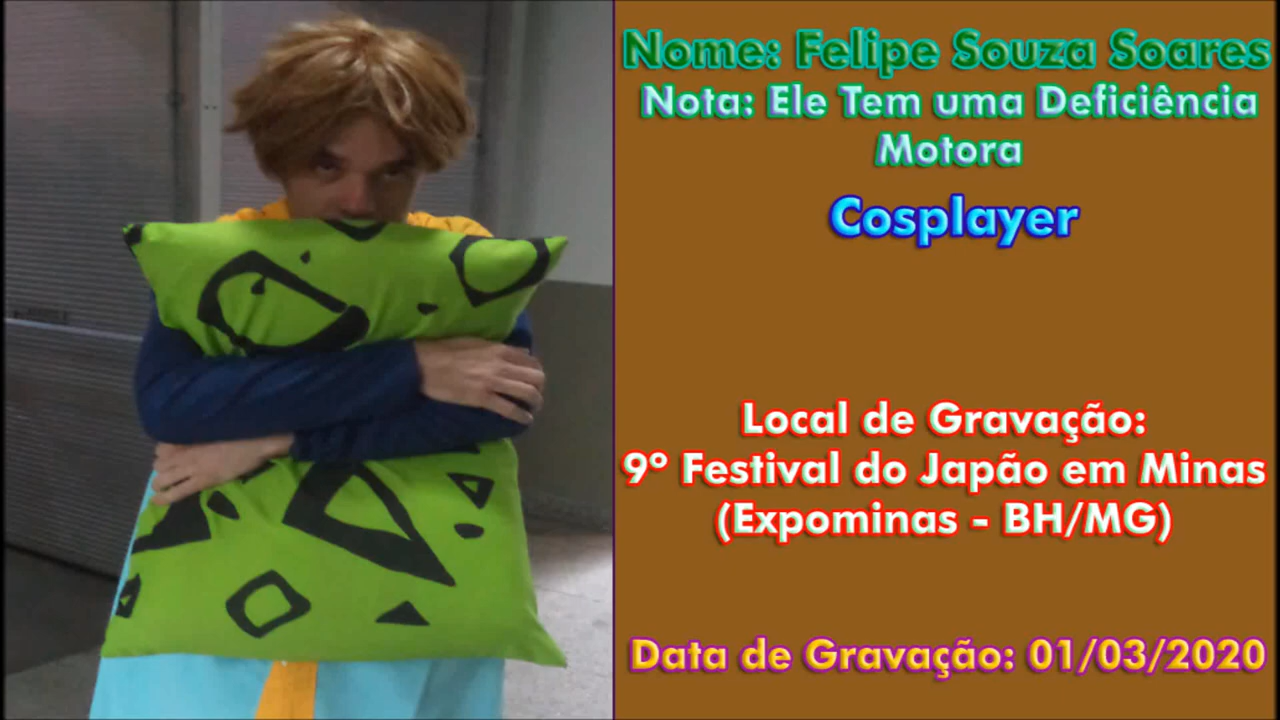 Nome: Felipe Souza Soares
Nota: Ele Tem uma Deficiência
Motora
Cosplayer
Local de Gravação:
9° Festival do Japão em Minas
(Expominas - BH/MG)
Data de Gravação: 01/03/2020